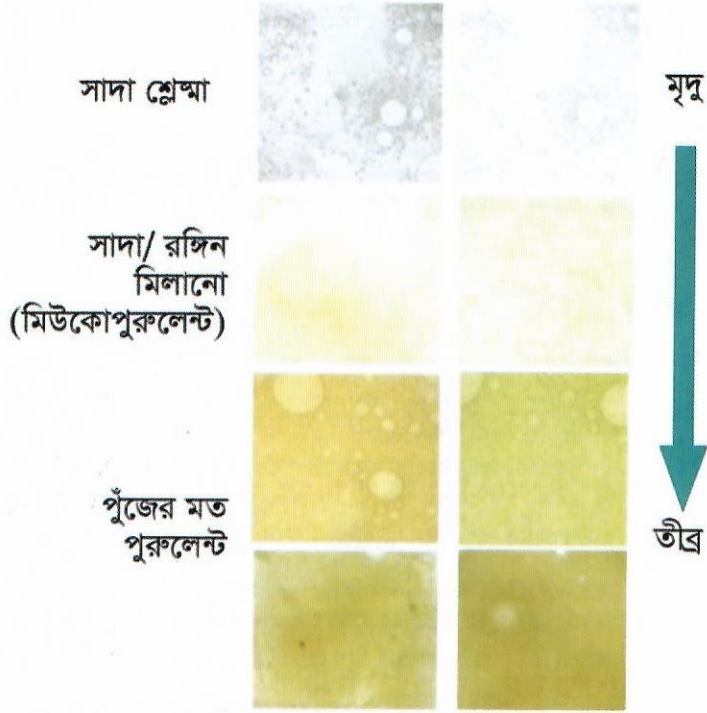 সাদা শ্লেষ্মা
মৃদু
সাদা/ রঙ্গিন
মিলানো
(মিউকোপুরুলেন্ট)
পুঁজের মত
পুরুলেন্ট
তীব্র